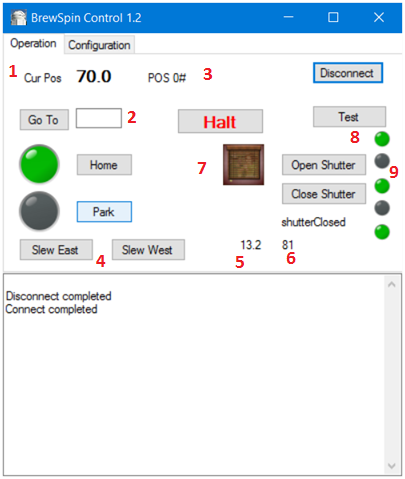 BrewSpin Control 1.2
Operation Configuration
1 Cur Pos 70.0 POS 0# 3 Disconnect
Go To 2 Halt Test
8
Home 7 Open Shutter 9
Close Shutter
Park
shutterClosed
Slew East 4 Slew West 13.2 81
5 6
Disconnect completed
Connect completed